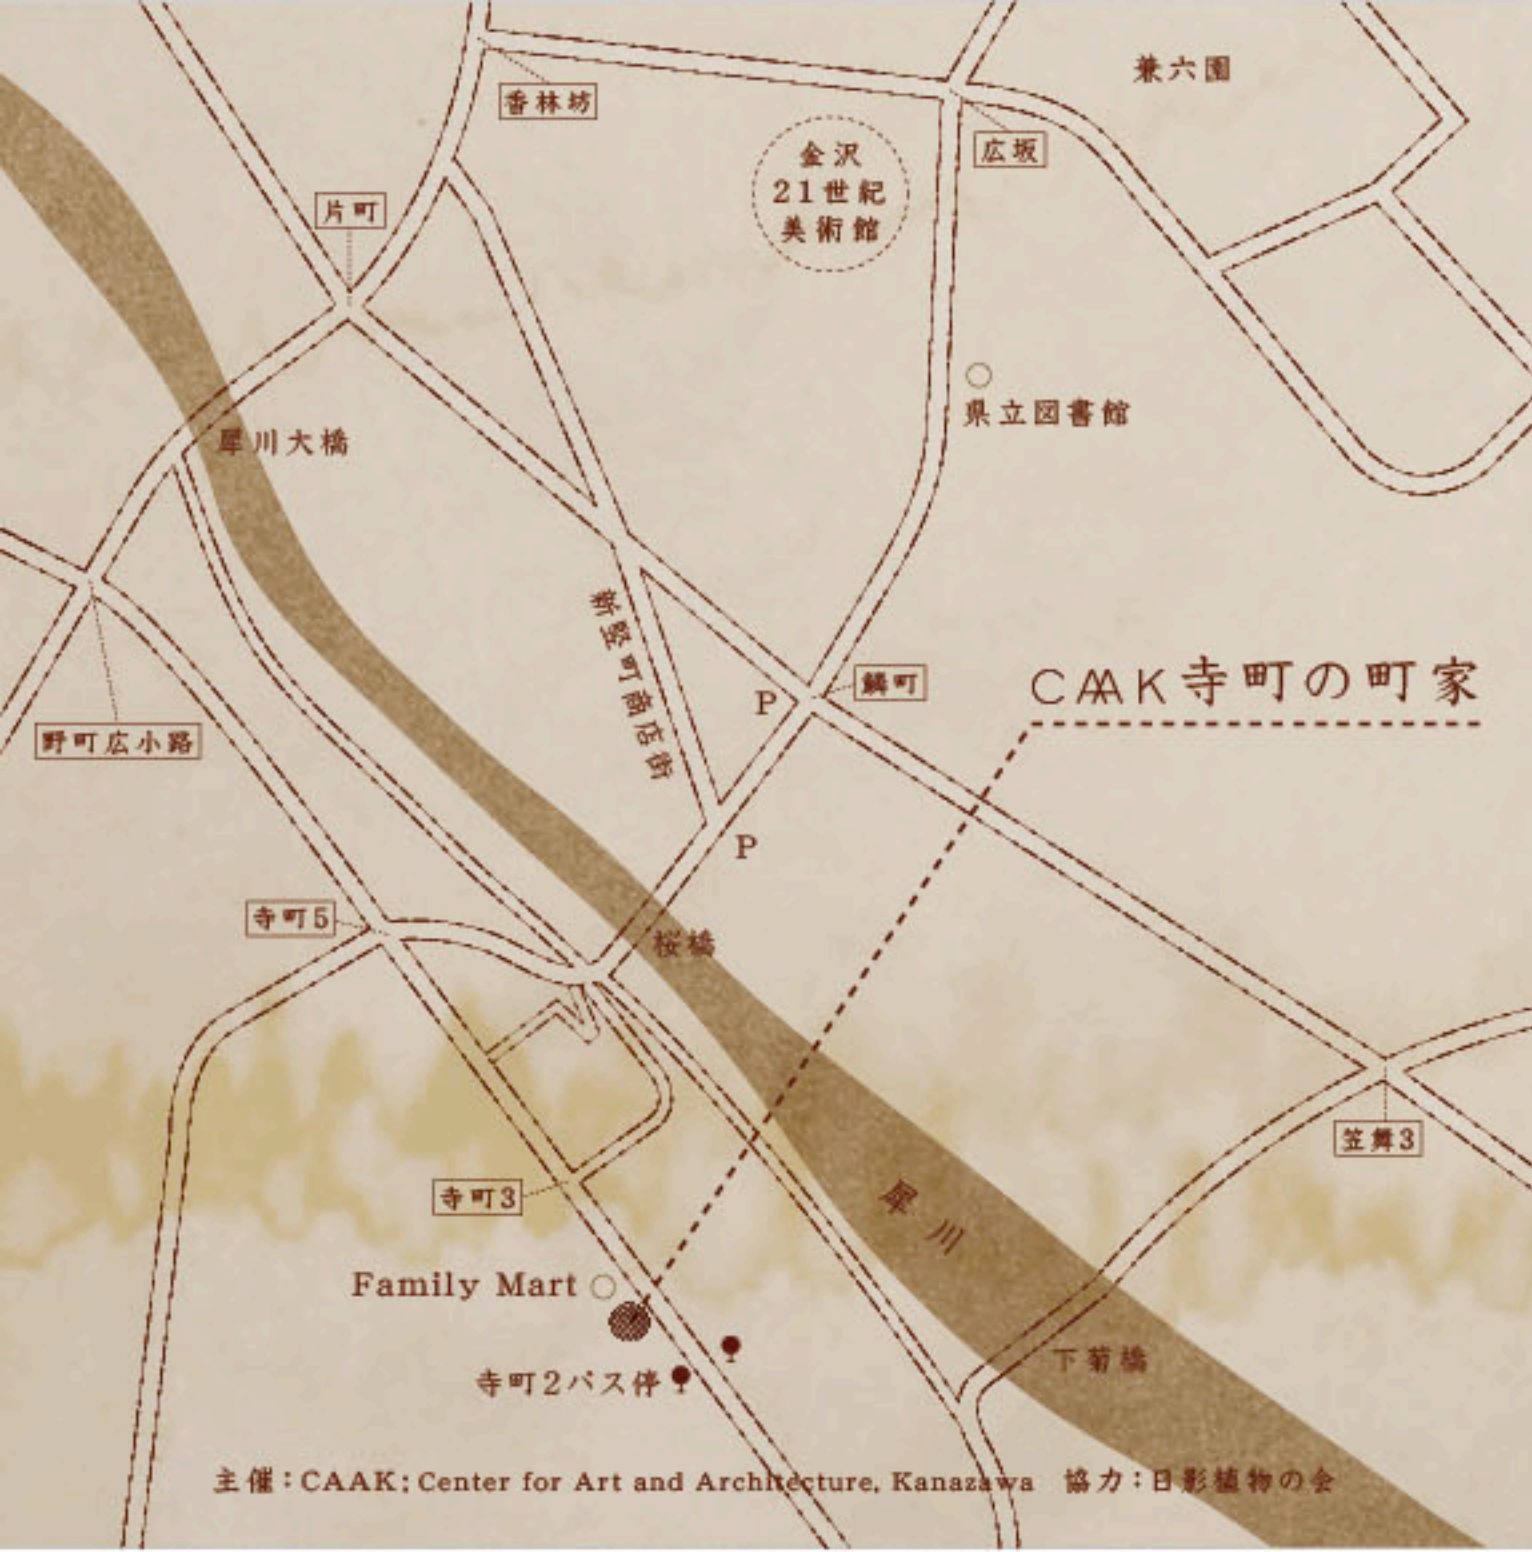 兼六園
香林坊
広坂
金沢
21世紀
美術館
片町
県立図書館
犀川大橋
新竪町商店街
鱗町
P
CAAK寺町の町家
野町広小路
P
寺町5
桜橋
笠舞3
寺町3
犀川
Family Mart
下菊橋
寺町2バス停
主催:CAAK; Center for Art and Architecture, Kanazawa 協力:日影植物の会